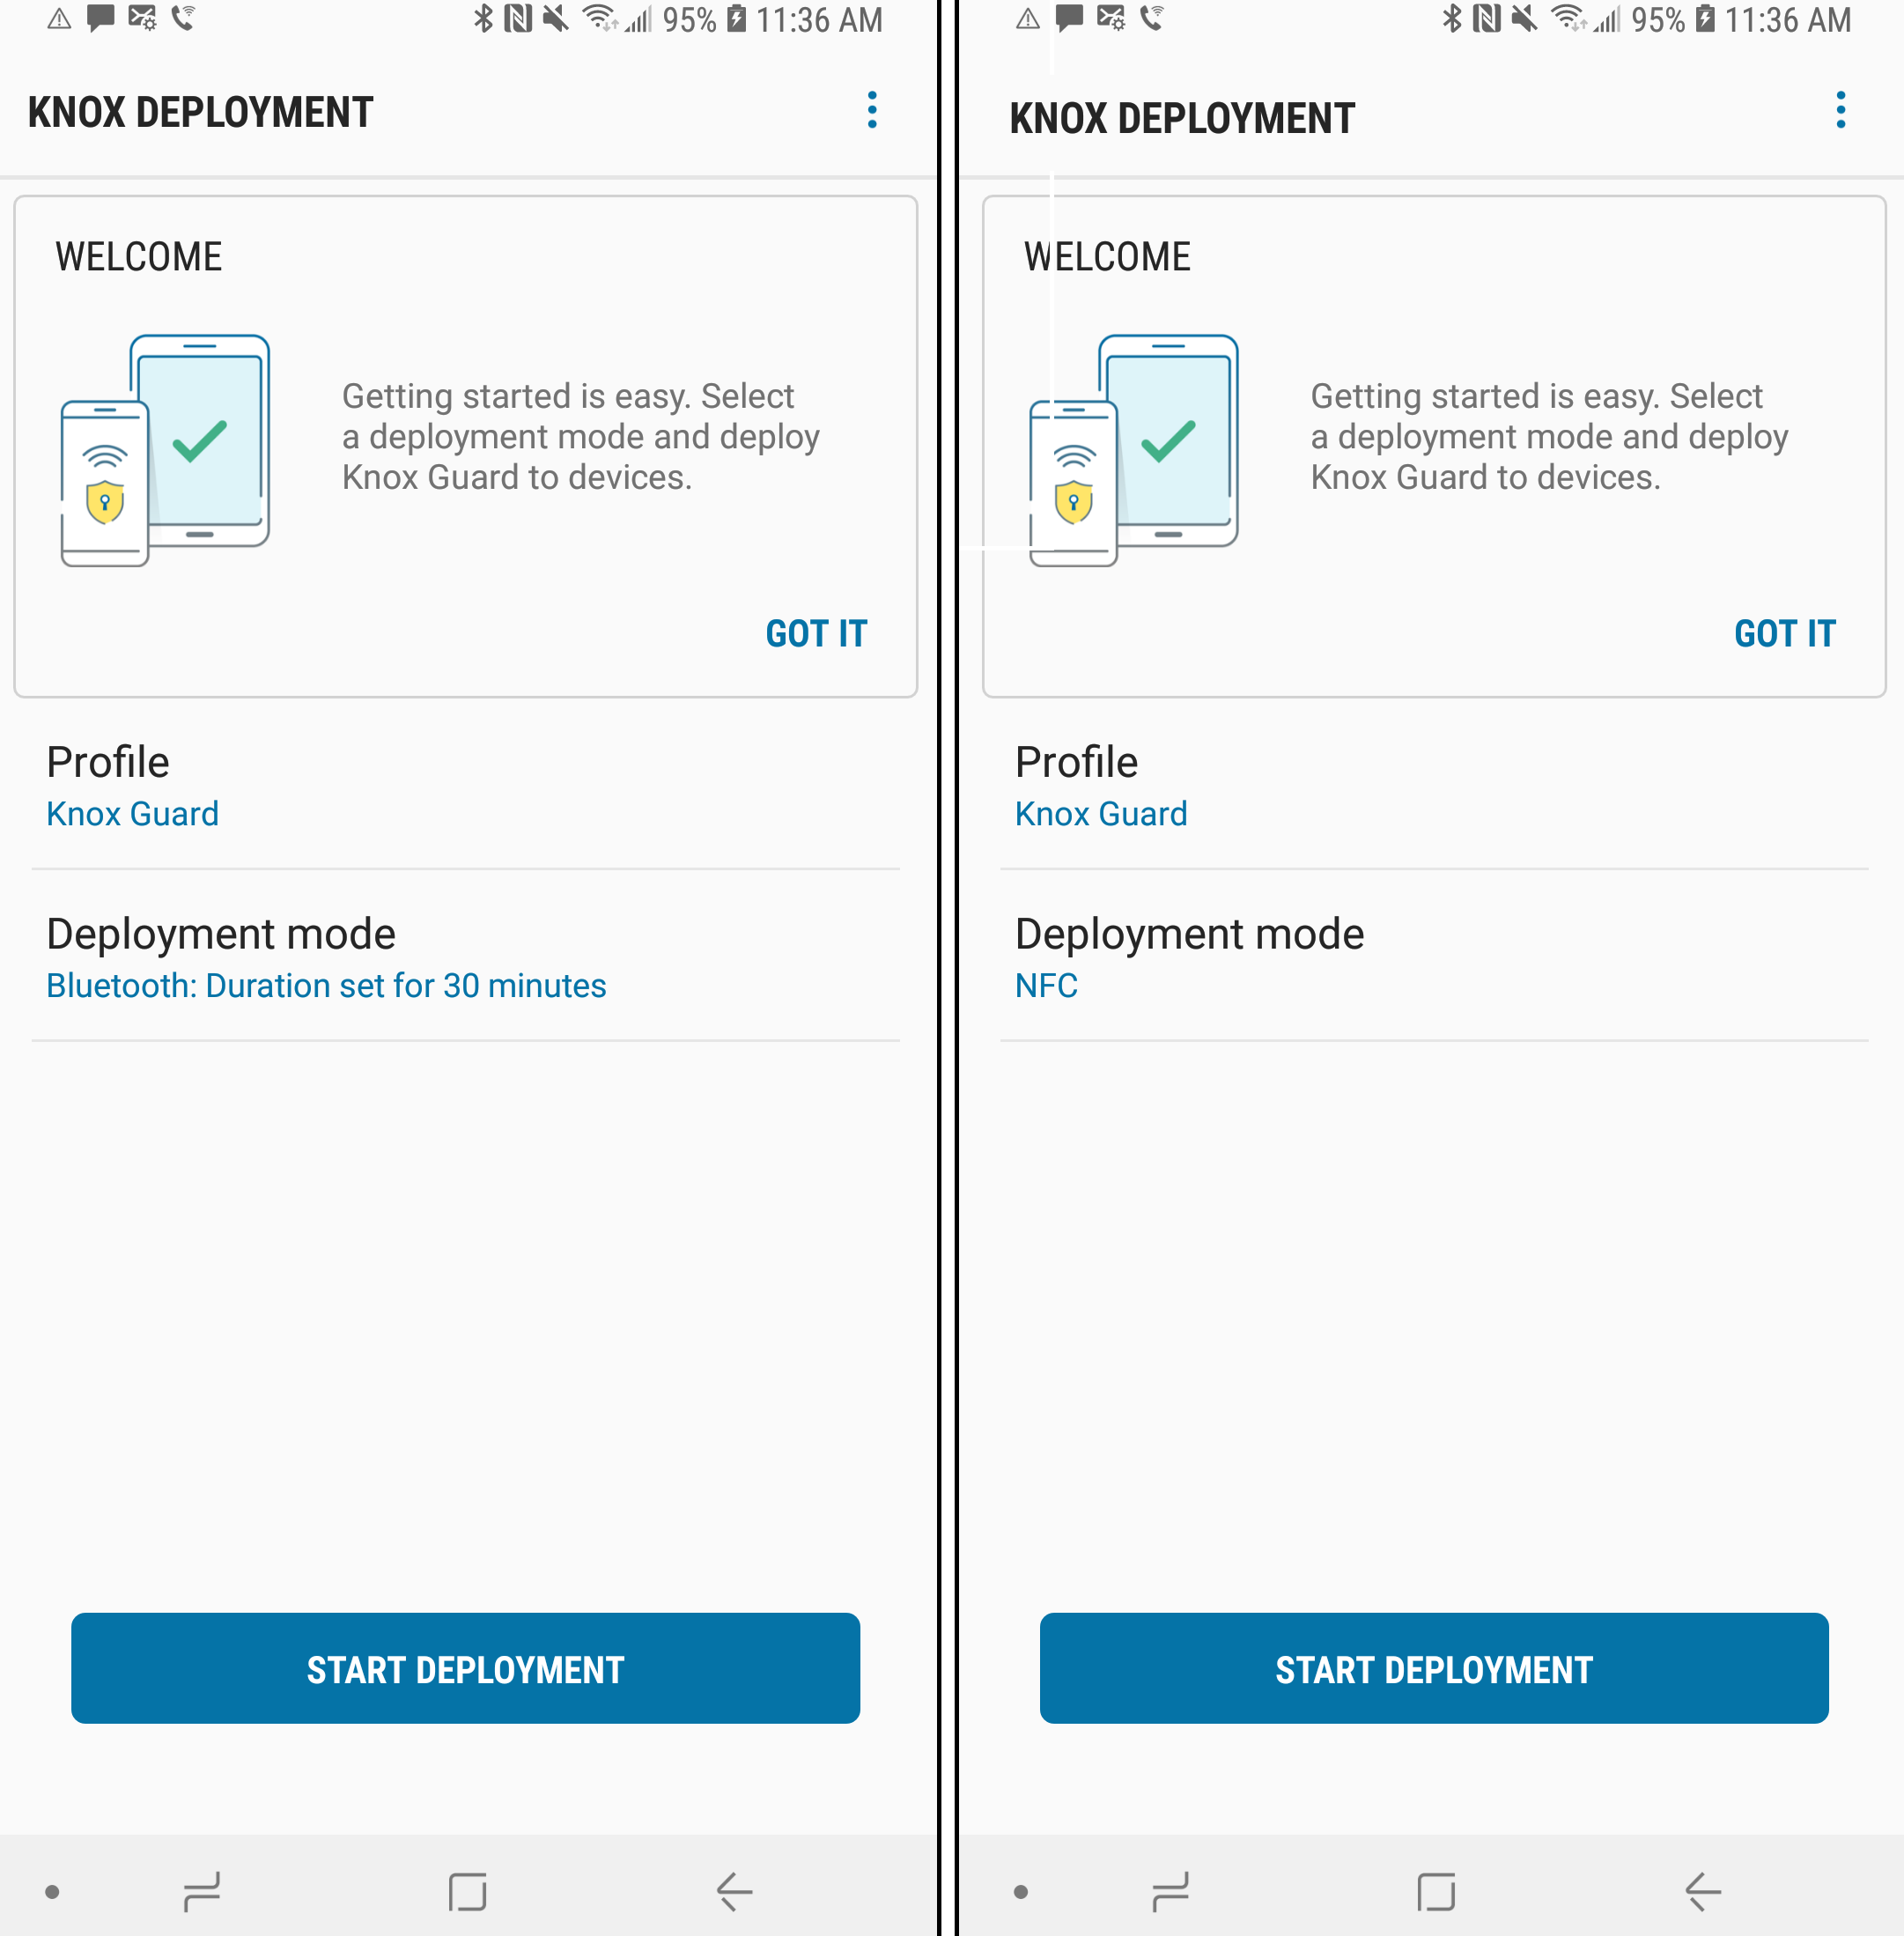 95% 11:36 AM
KNOX DEPLOYMENT
WELCOME
Getting started is easy. Select
a deployment mode and deploy
Knox Guard to devices.
GOT IT
Profile
Knox Guard
Deployment mode
Bluetooth: Duration set for 30 minutes
START DEPLOYMENT
95% 11:36 AM
KNOX DEPLOYMENT
WELCOME
Getting started is easy. Select
a deployment mode and deploy
Knox Guard to devices.
GOT IT
Profile
Knox Guard
Deployment mode
NFC
START DEPLOYMENT